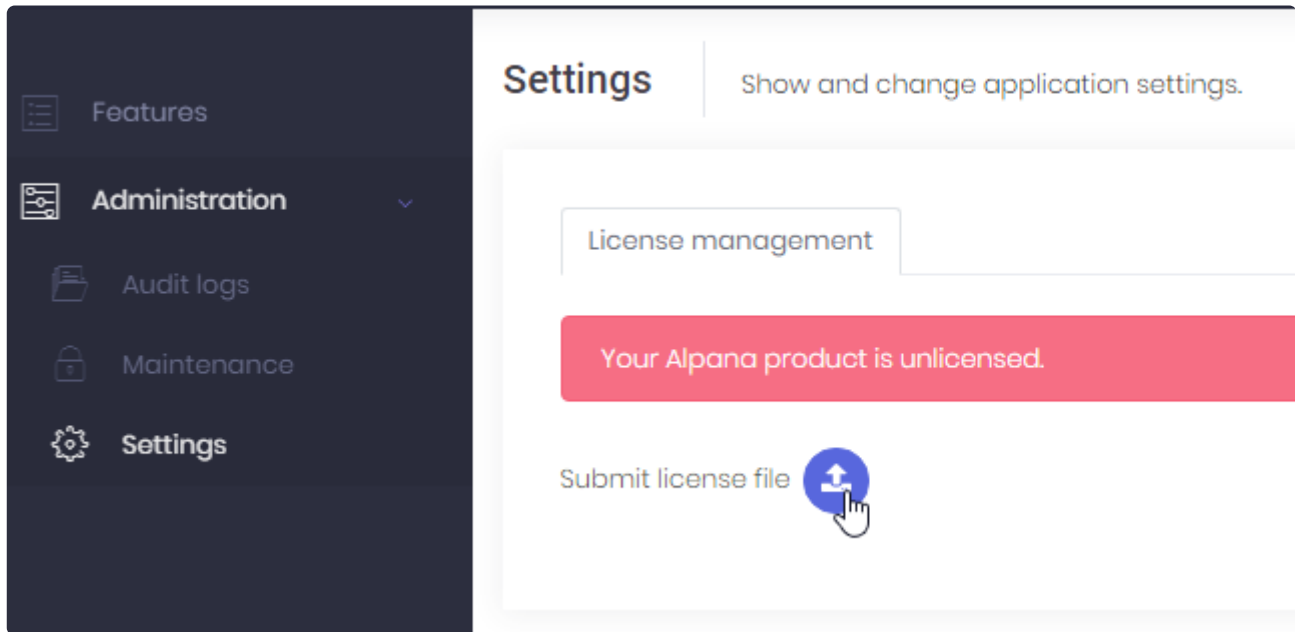 Features
Administration
Audit logs
Maintenance
Settings
Settings
Show and change application settings.
License management
Your Alpana product is unlicensed.
Submit license file